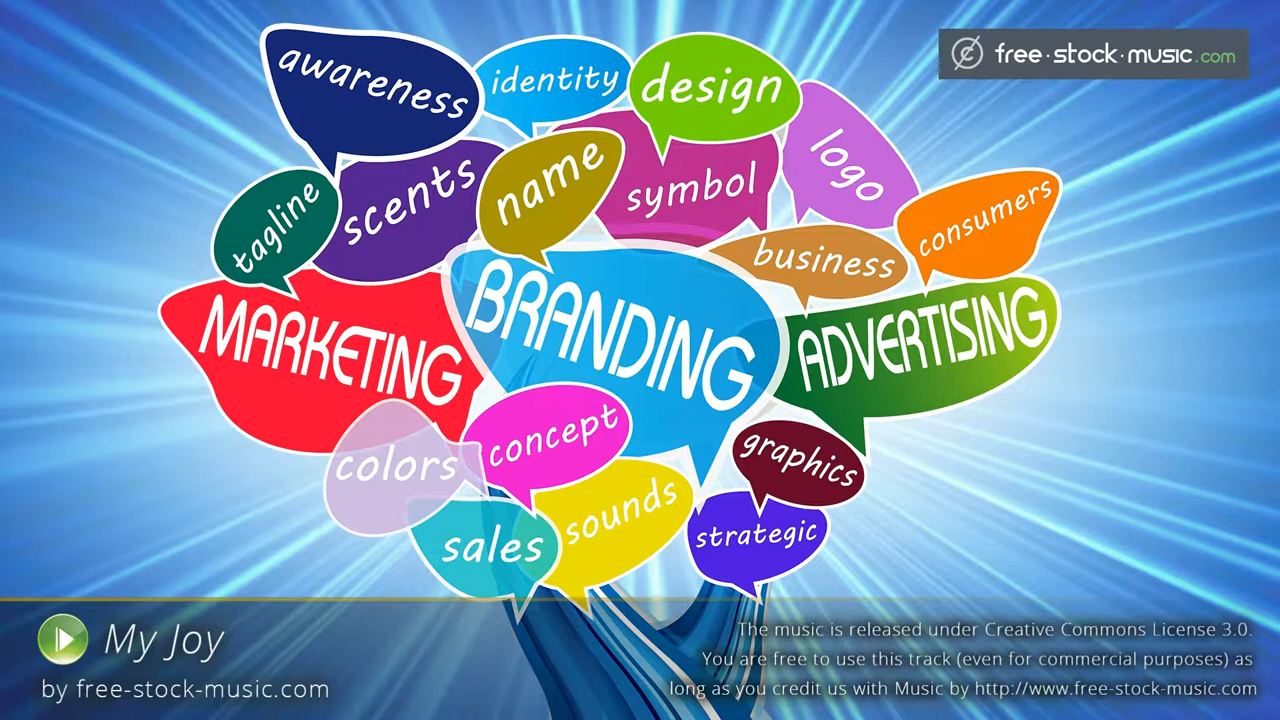 free·stock·music.com
awareness
identity
design
logo
name
scents
symbol
tagline
consumers
business
MARKETING
BRANDING
ADVERTISING
concept
colors
graphics
sounds
sales
strategic
My Joy
by free-stock-music.com
The music is released under Creative Commons License 3.0.
You are free to use this track (even for commercial purposes) as
long as you credit us with Music by http://www.free-stock-music.com